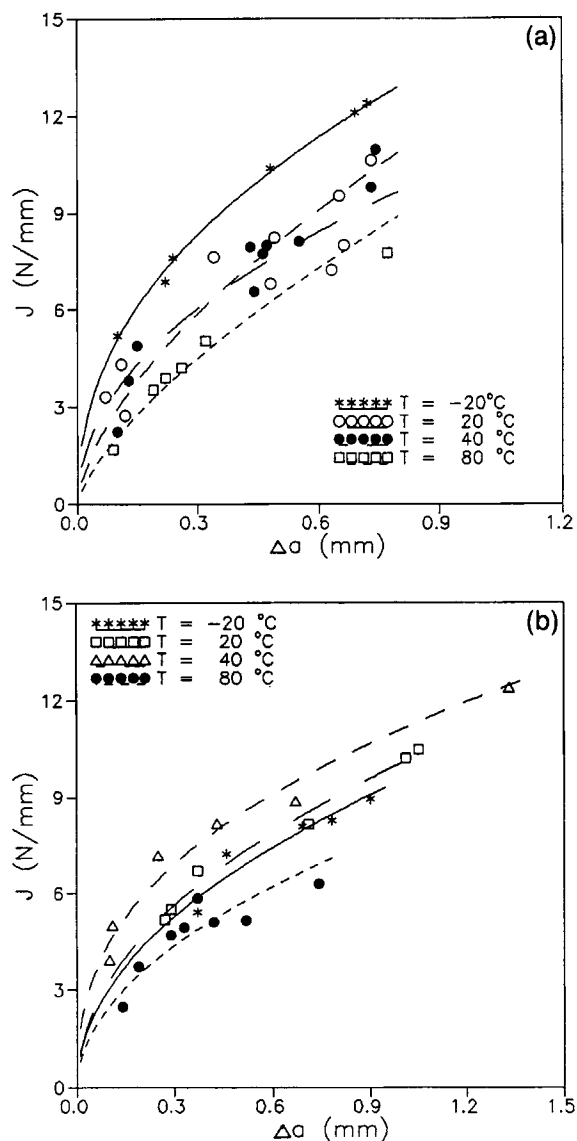 (a)
15
12
9
6
3
0
J (N/mm)
✶✶✶✶✶ T = -20°C
○○○○○ T = 20 °C
●●●●● T = 40 °C
□□□□□ T = 80 °C
0.0 0.3 0.6 0.9 1.2
Δa (mm)
(b)
15
12
9
6
3
0
J (N/mm)
✶✶✶✶✶ T = -20 °C
□□□□□ T = 20 °C
△△△△△ T = 40 °C
●●●●● T = 80 °C
0.0 0.3 0.6 0.9 1.2 1.5
Δa (mm)